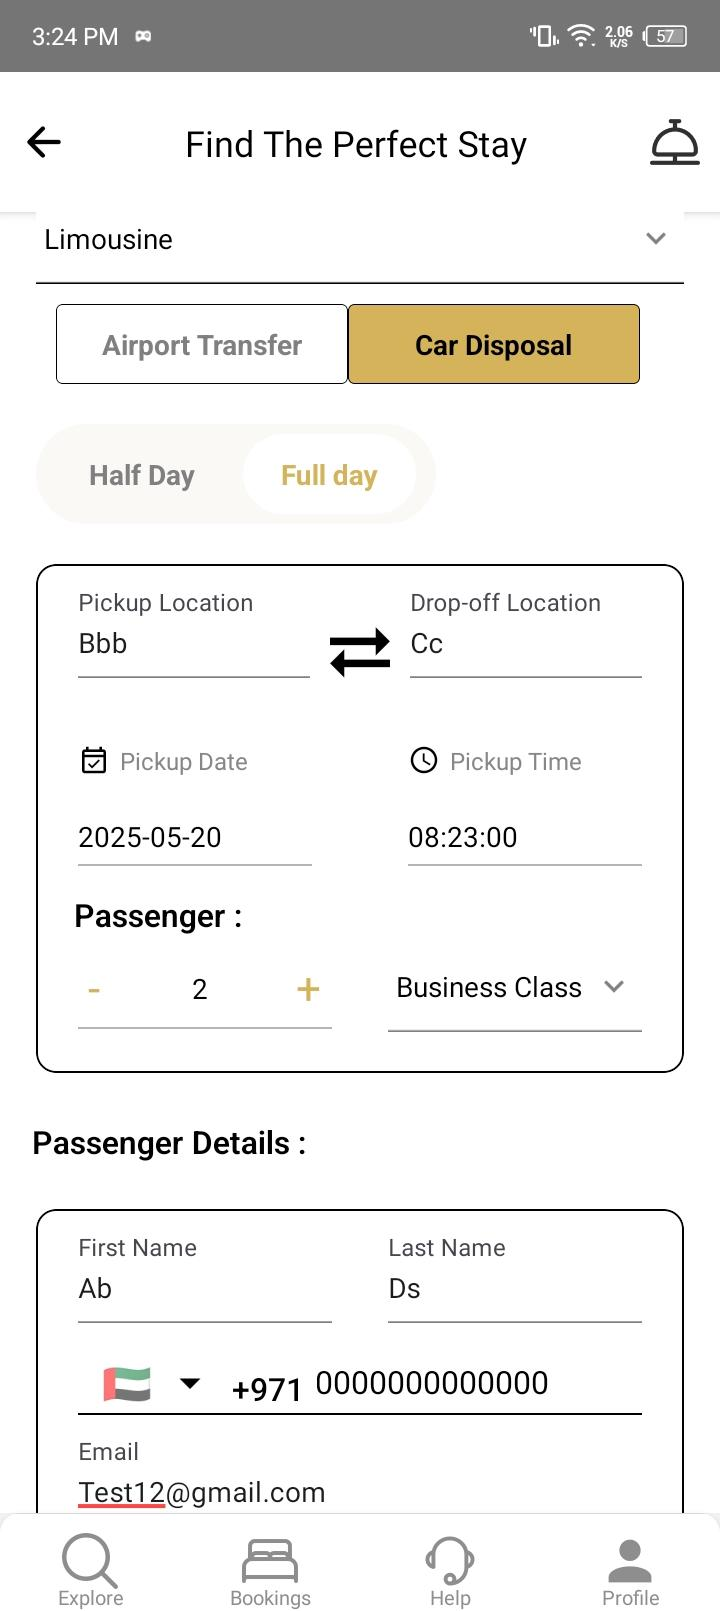 3:24 PM
2.06
K/S
57
Find The Perfect Stay
Limousine
Airport Transfer
Car Disposal
Half Day
Full day
Pickup Location
Drop-off Location
Bbb
Cc
Pickup Date
Pickup Time
2025-05-20
08:23:00
Passenger :
- 2 +
Business Class
Passenger Details :
First Name
Last Name
Ab
Ds
+971 0000000000000
Email
Test12@gmail.com
Explore
Bookings
Help
Profile